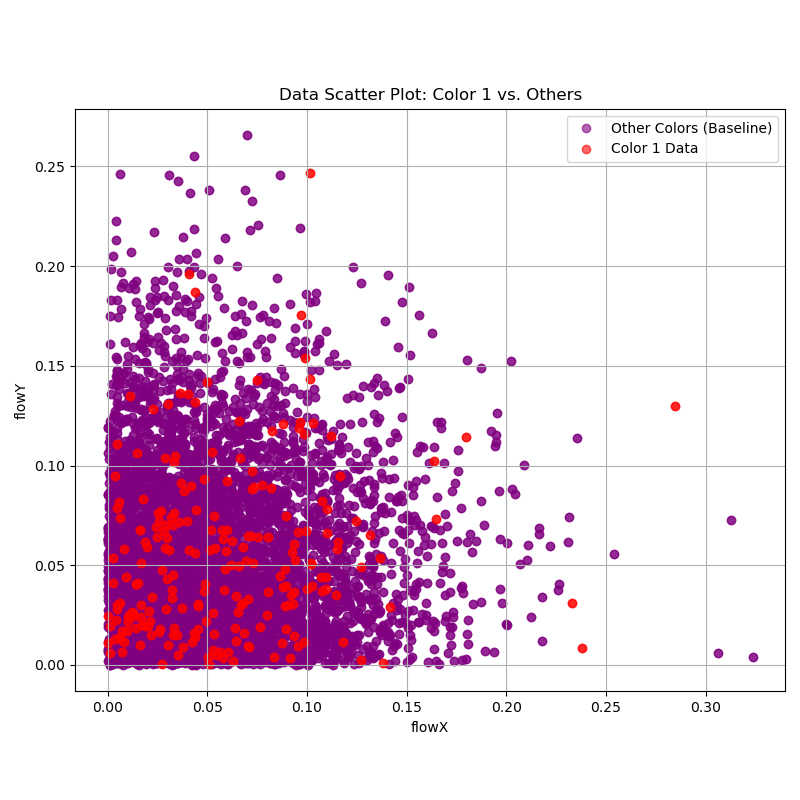 Data Scatter Plot: Color 1 vs. Others
Other Colors (Baseline)
Color 1 Data
flowY
0.25
0.20
0.15
0.10
0.05
0.00
0.00 0.05 0.10 0.15 0.20 0.25 0.30
flowX